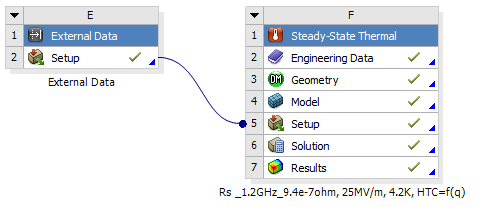 E
1 External Data
2 Setup
External Data
F
1 Steady-State Thermal
2 Engineering Data
3 DM Geometry
4 Model
5 Setup
6 Solution
7 Results
Rs _1.2GHz_9.4e-7ohm, 25MV/m, 4.2K, HTC=f(q)